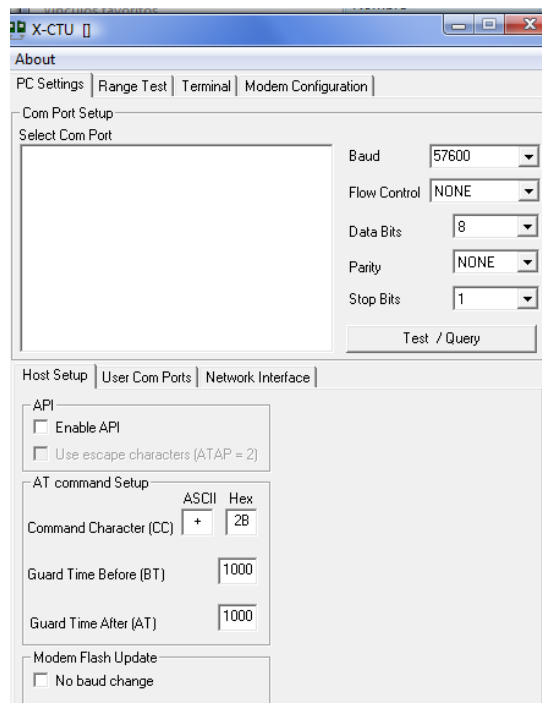 Vínculos favoritos
X-CTU []
About
PC Settings Range Test Terminal Modem Configuration
Com Port Setup
Select Com Port
Baud 57600
Flow Control NONE
Data Bits 8
Parity NONE
Stop Bits 1
Test / Query
Host Setup User Com Ports Network Interface
API
Enable API
Use escape characters (ATAP = 2)
AT command Setup
ASCII Hex
Command Character (CC) + 2B
Guard Time Before (BT) 1000
Guard Time After (AT) 1000
Modem Flash Update
No baud change